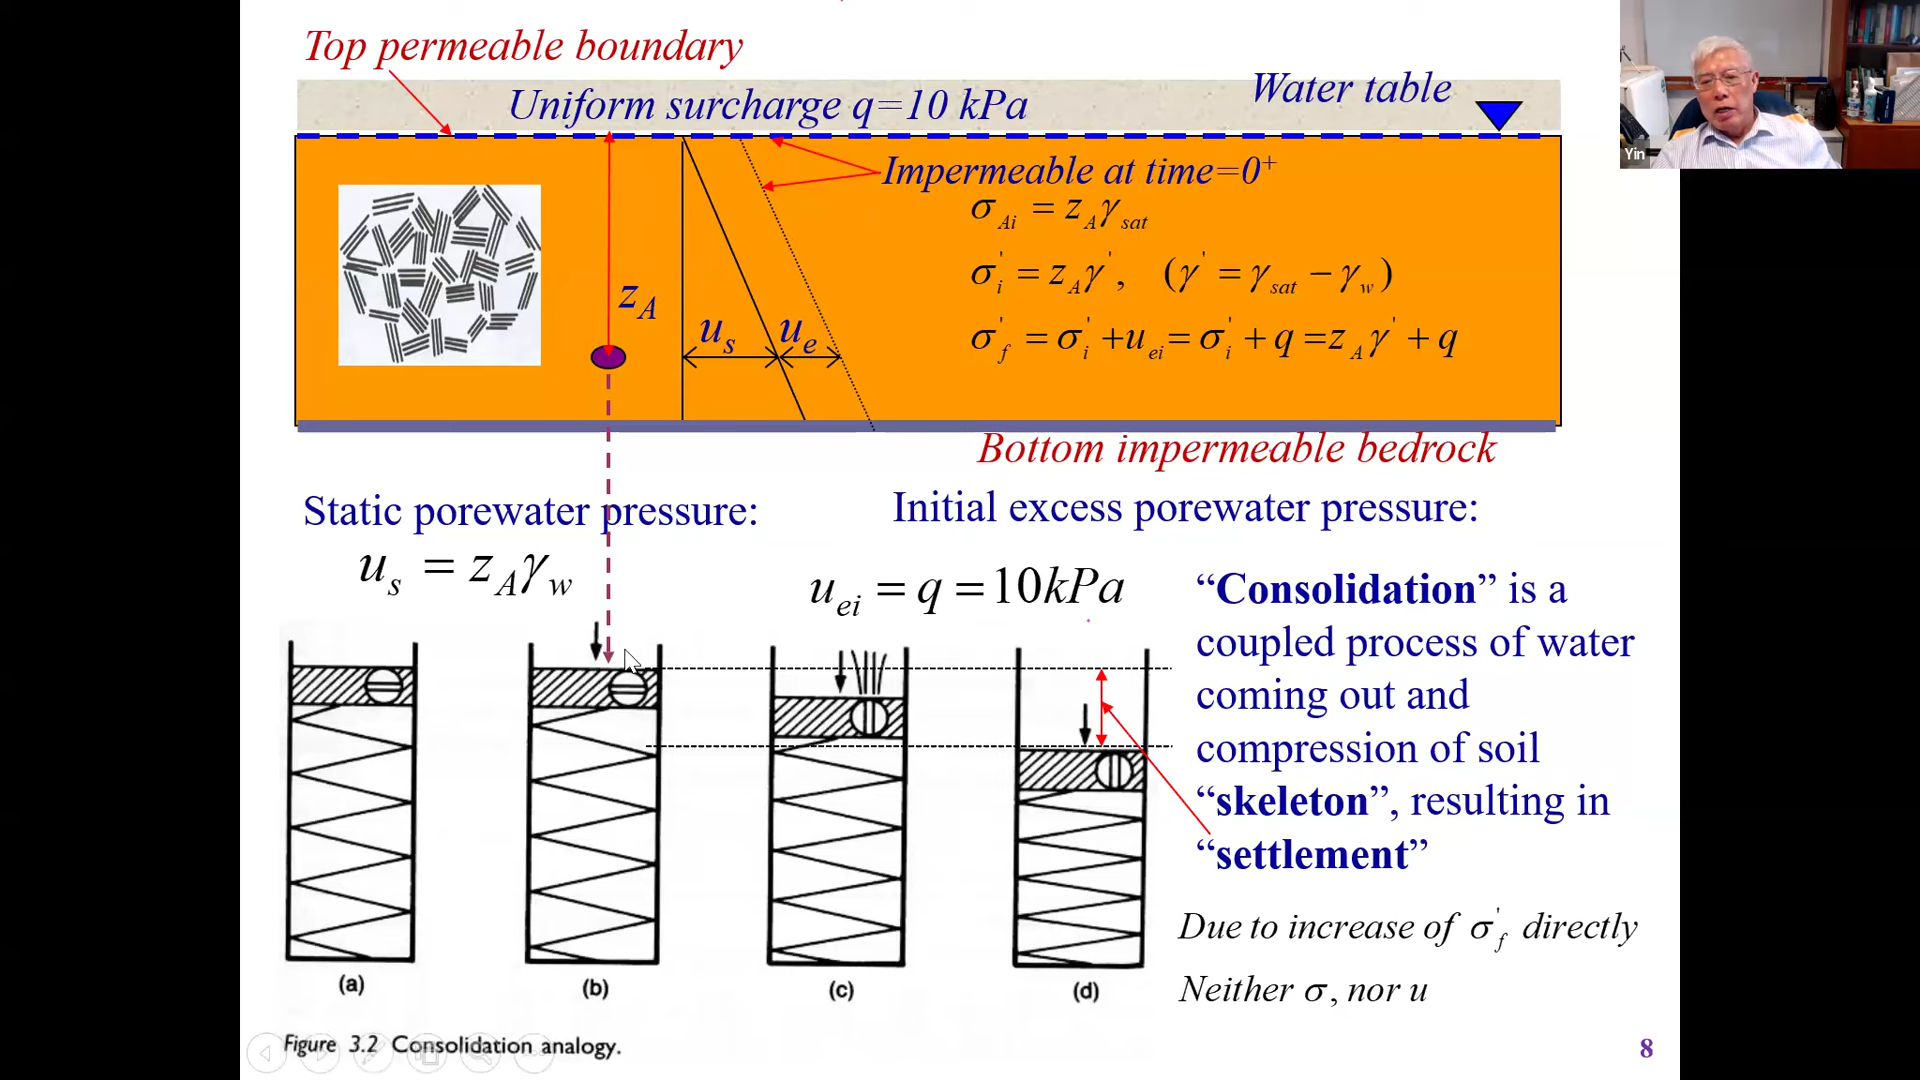 Top permeable boundary
Uniform surcharge q=10 kPa
Water table
Yin
Impermeable at time=0⁺
σ_Ai = z_A γ_sat
z_A
σ'_i = z_A γ', (γ' = γ_sat − γ_w)
u_s u_e
σ'_f = σ'_i + u_ei = σ'_i + q = z_A γ' + q
Bottom impermeable bedrock
Static porewater pressure:
u_s = z_A γ_w
Initial excess porewater pressure:
u_ei = q = 10kPa
“Consolidation” is a
coupled process of water
coming out and
compression of soil
“skeleton”, resulting in
“settlement”
Due to increase of σ'_f directly
Neither σ, nor u
(a) (b) (c) (d)
Figure 3.2 Consolidation analogy.
8